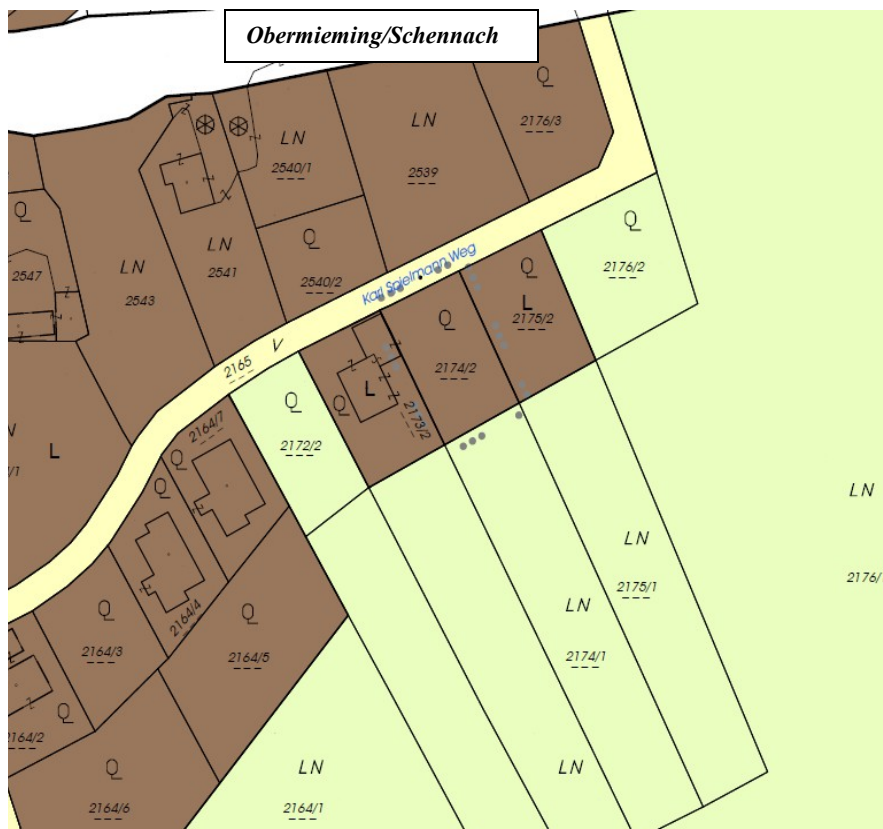 Obermieming/Schennach
Q
2176/3
LN
2540/1
LN
2539
Q
2547
LN
2543
LN
2541
Q
2540/2
Karl Spielmann Weg
Q
2176/2
Q
L
2175/2
Q
2174/2
V
2165
L
Q
2173/2
Q
2172/2
Q
2164/7
L
Q
2164/4
LN
2176/
LN
2175/1
LN
2174/1
Q
2164/3
Q
2164/5
Q
2164/2
Q
2164/6
LN
2164/1
LN